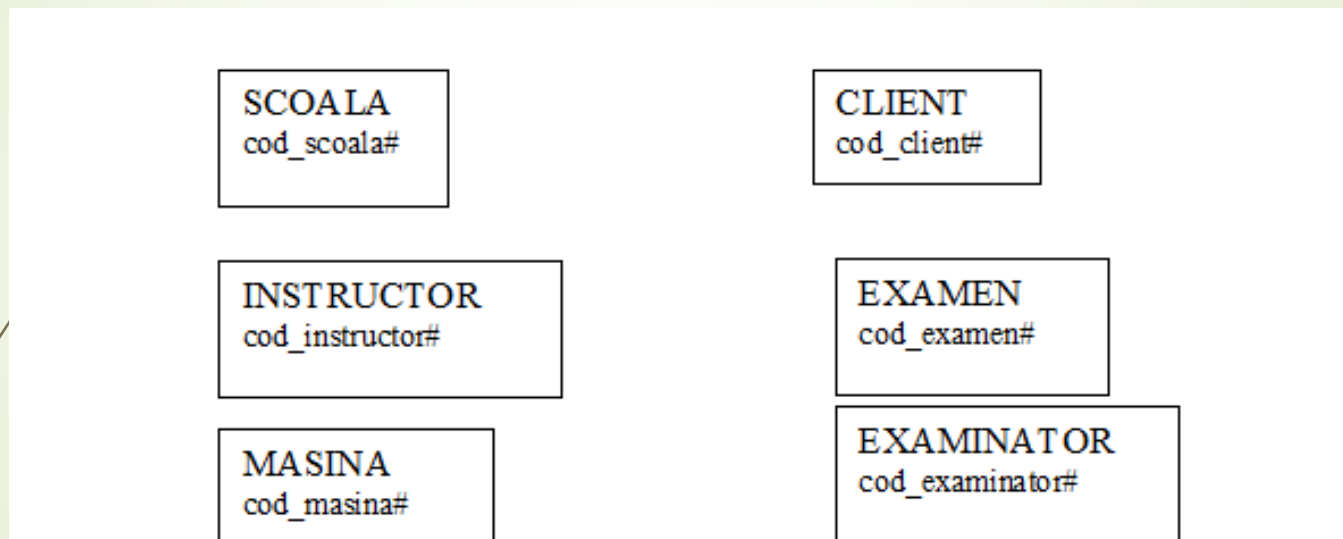 SCOALA
cod_scoala#
CLIENT
cod_client#
INSTRUCTOR
cod_instructor#
EXAMEN
cod_examen#
MASINA
cod_masina#
EXAMINATOR
cod_examinator#